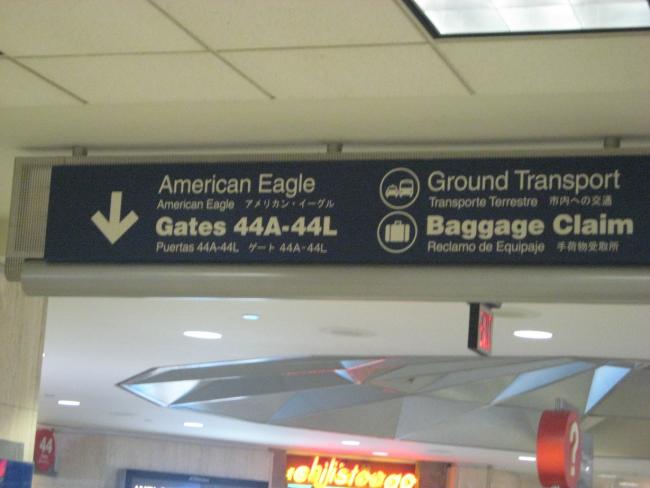 American Eagle
American Eagle アメリカン・イーグル
Gates 44A-44L
Puertas 44A-44L ゲート 44A-44L
Ground Transport
Transporte Terrestre 市内への交通
Baggage Claim
Reclamo de Equipaje 手荷物受取所
44
?